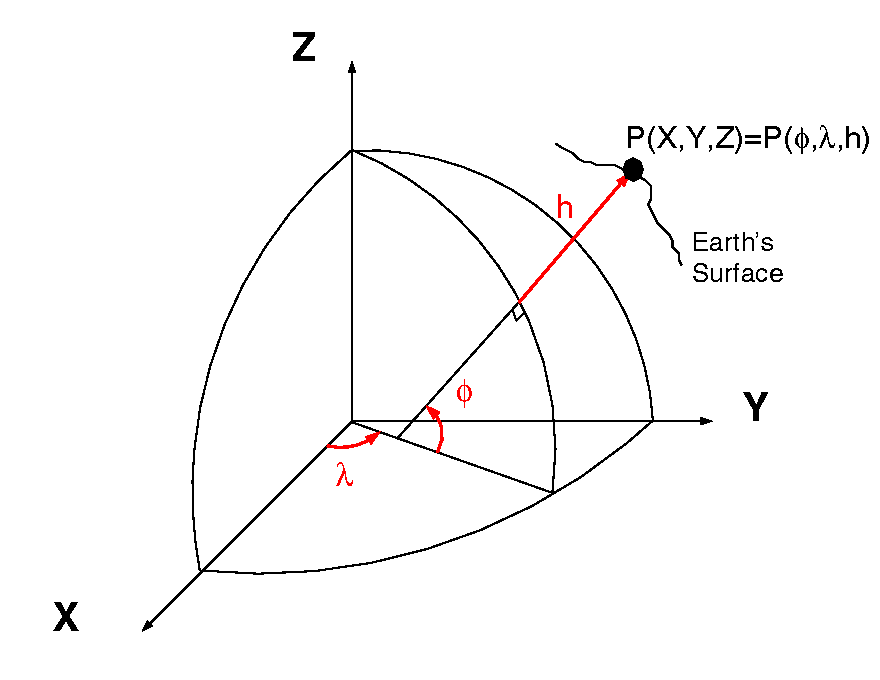 Z
P(X,Y,Z)=P(ϕ,λ,h)
h
Earth's
Surface
ϕ
Y
λ
X